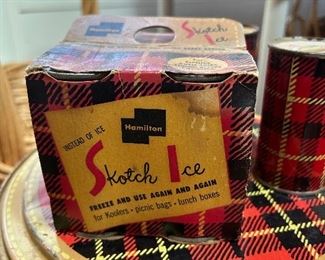 Hamilton
Skotch
Ice
INSTEAD OF ICE
Hamilton
Skotch Ice
FREEZE AND USE AGAIN AND AGAIN
for Koolers • picnic bags • lunch boxes